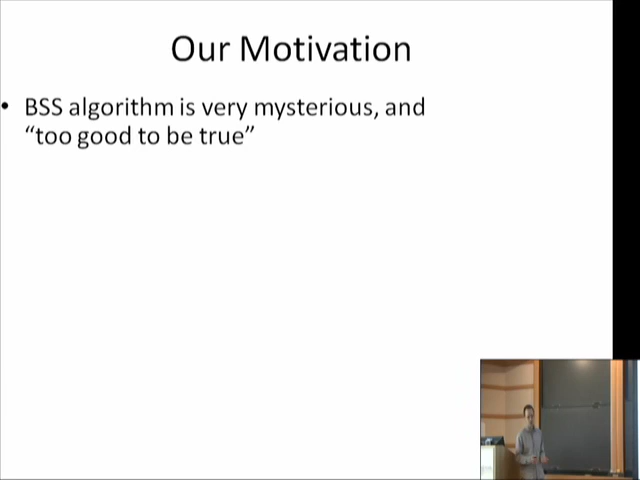 Our Motivation
• BSS algorithm is very mysterious, and
“too good to be true”